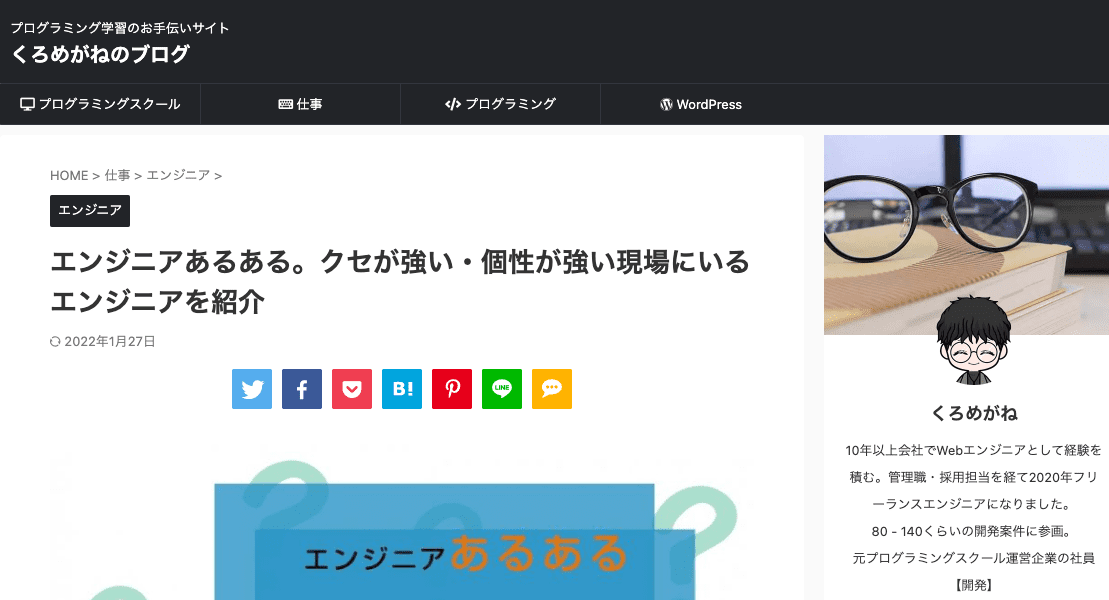 プログラミング学習のお手伝いサイト
くろめがねのブログ
プログラミングスクール
仕事
プログラミング
WordPress
HOME > 仕事 > エンジニア >
エンジニア
エンジニアあるある。クセが強い・個性が強い現場にいる
エンジニアを紹介
2022年1月27日
B!
LINE
エンジニアあるある
くろめがね
10年以上会社でWebエンジニアとして経験を
積む。管理職・採用担当を経て2020年フリ
ーランスエンジニアになりました。
80 - 140くらいの開発案件に参画。
元プログラミングスクール運営企業の社員
【開発】